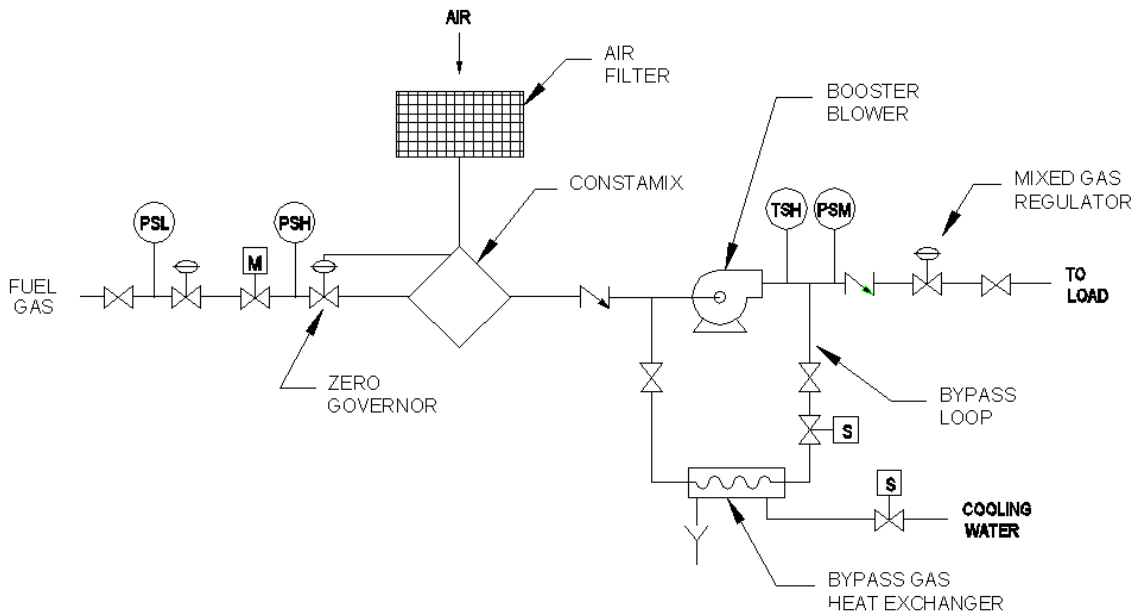 AIR
AIR
FILTER
BOOSTER
BLOWER
CONSTAMIX
MIXED GAS
REGULATOR
PSL
PSH
TSH
PSM
M
FUEL
GAS
TO
LOAD
ZERO
GOVERNOR
BYPASS
LOOP
S
S
COOLING
WATER
BYPASS GAS
HEAT EXCHANGER